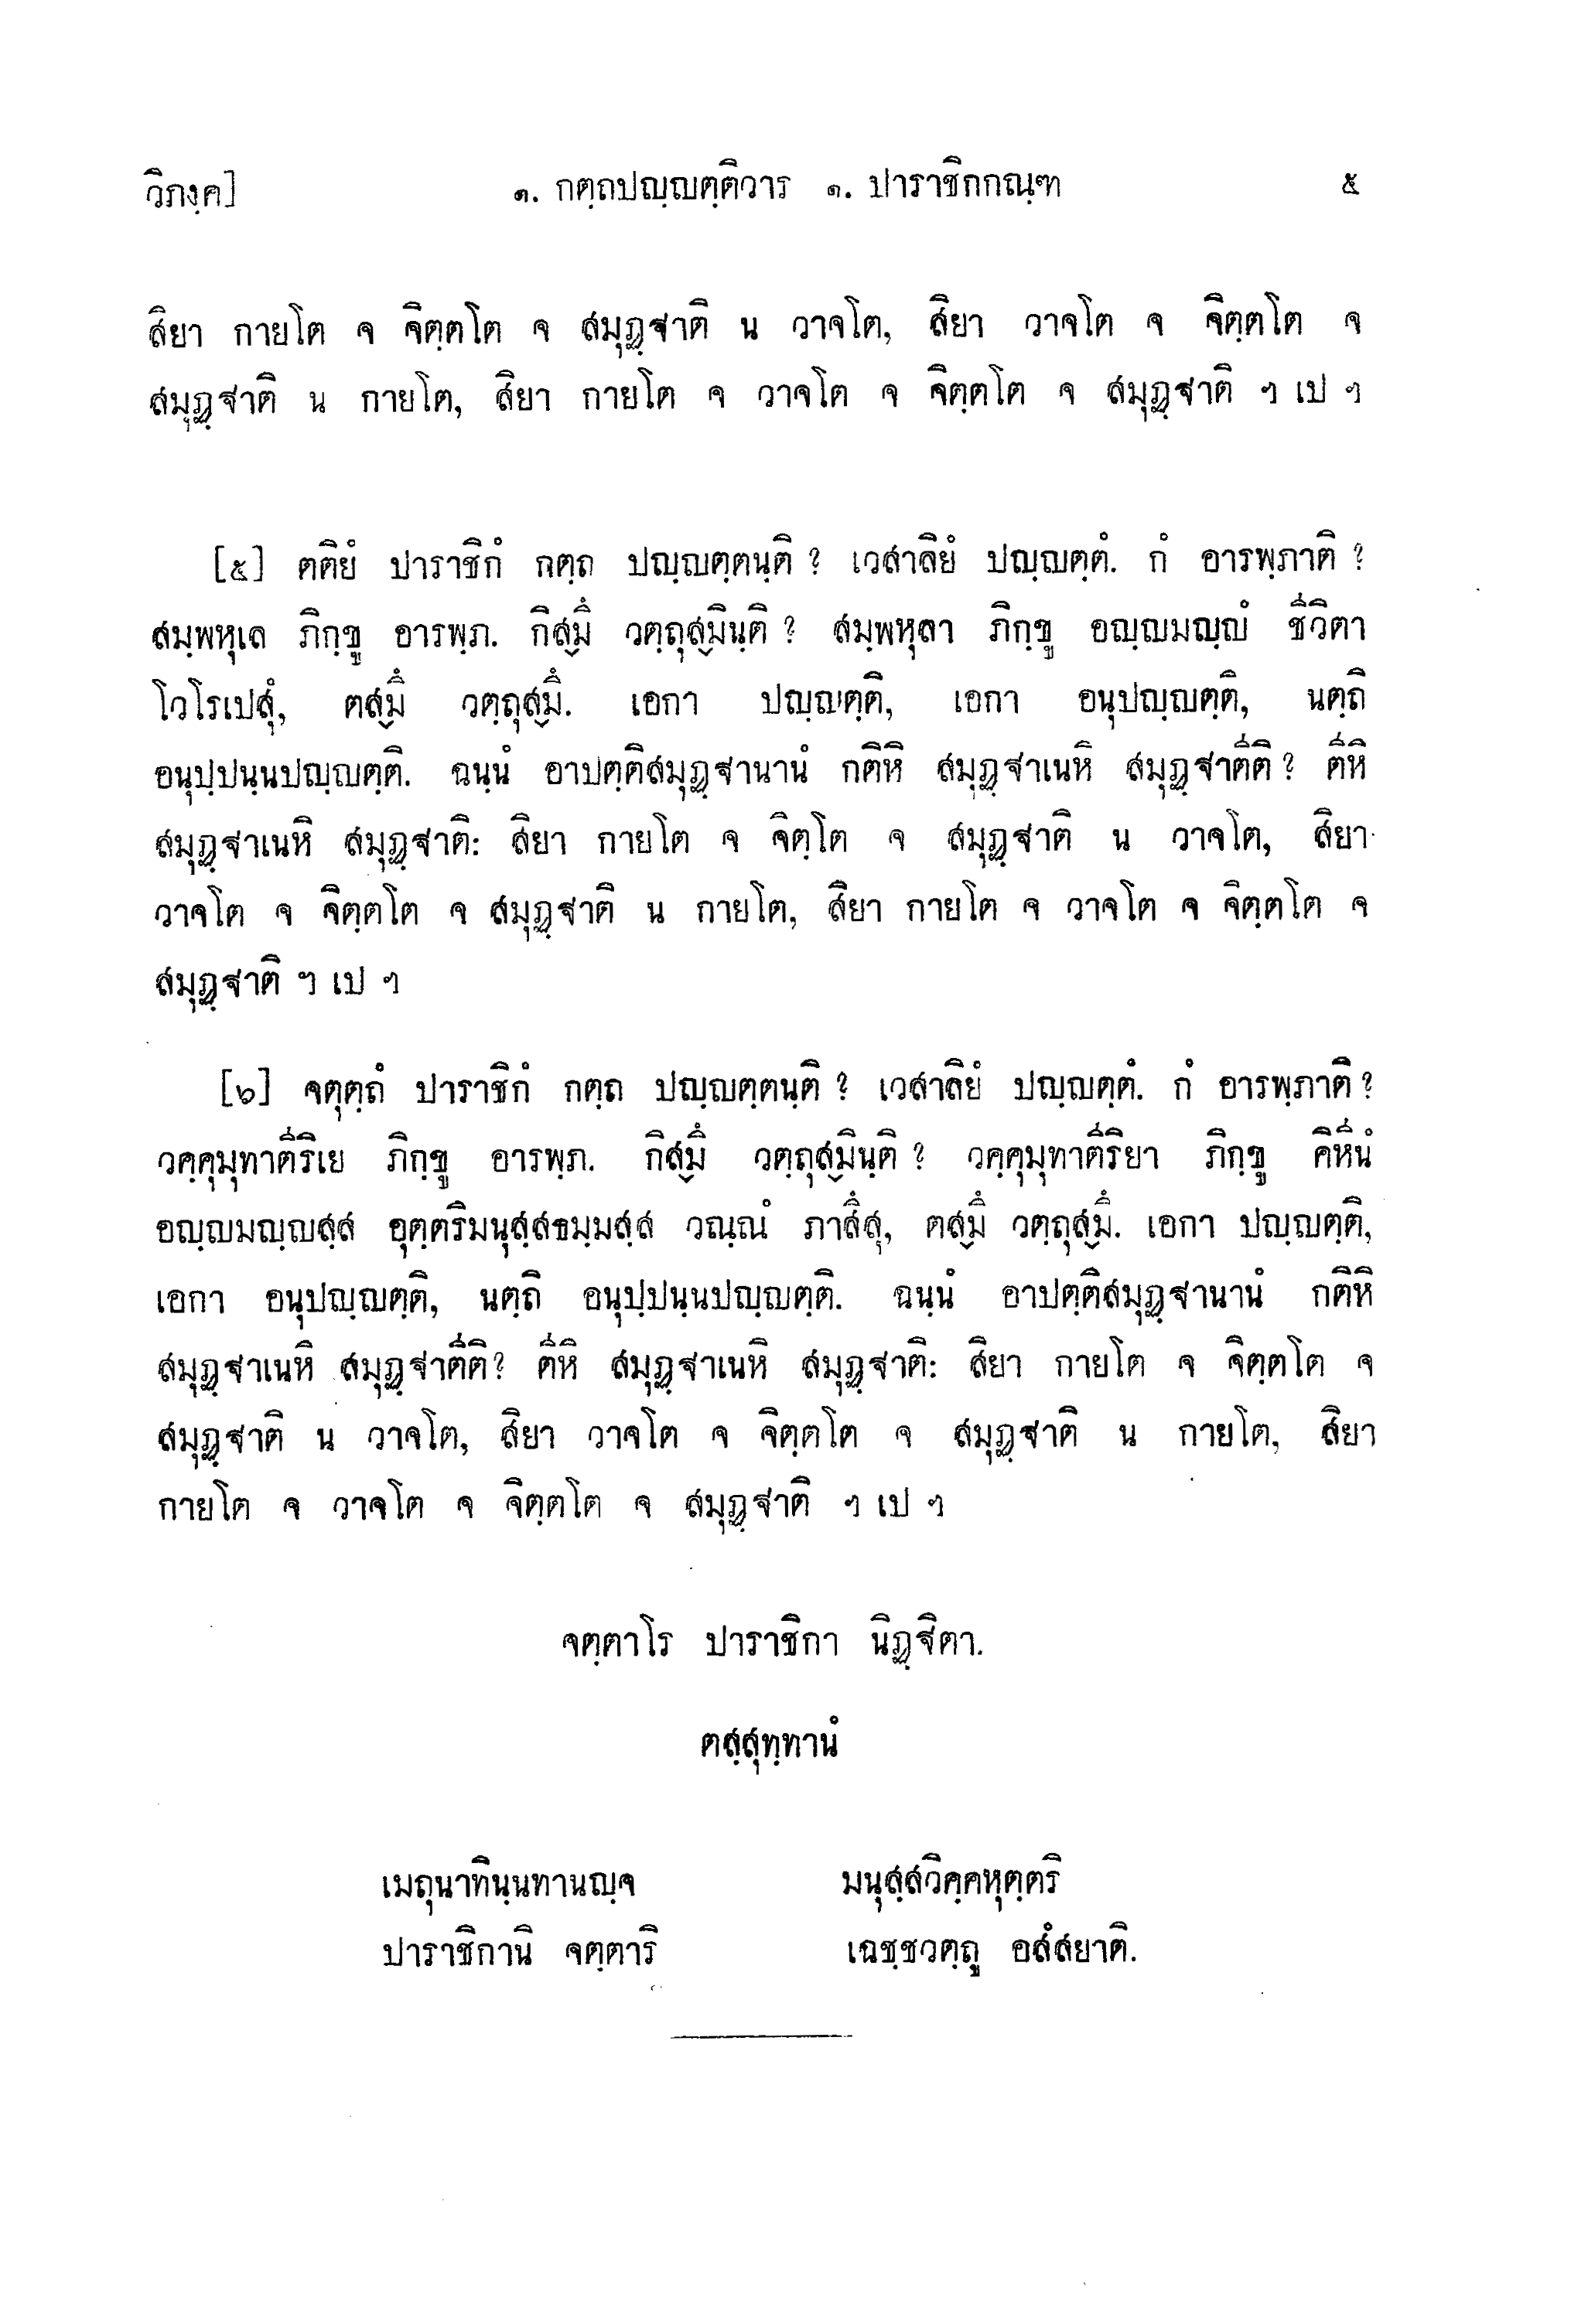 วิภงฺค]
๑. กตฺถปญฺญตฺติวาร ๑. ปาราชิกกณฺฑ
๕
สิยา กายโต จ จิตฺตโต จ สมุฏฺฐาติ น วาจโต, สิยา วาจโต จ จิตฺตโต จ
สมุฏฺฐาติ น กายโต, สิยา กายโต จ วาจโต จ จิตฺตโต จ สมุฏฺฐาติ ฯ เป ฯ
[๕] ตติยํ ปาราชิกํ กตฺถ ปญฺญตฺตนฺติ ? เวสาลิยํ ปญฺญตฺตํ. กํ อารพฺภาติ ?
สมฺพหุเล ภิกฺขู อารพฺภ. กิสฺมึ วตฺถุสฺมินฺติ ? สมฺพหุลา ภิกฺขู อญฺญมญฺญํ ชีวิตา
โวโรเปสุํ, ตสฺมึ วตฺถุสฺมึ. เอกา ปญฺญตฺติ, เอกา อนุปญฺญตฺติ, นตฺถิ
อนุปฺปนฺนปญฺญตฺติ. ฉนฺนํ อาปตฺติสมุฏฺฐานานํ กติหิ สมุฏฺฐาเนหิ สมุฏฺฐาตีติ ? ตีหิ
สมุฏฺฐาเนหิ สมุฏฺฐาติ: สิยา กายโต จ จิตฺโต จ สมุฏฺฐาติ น วาจโต, สิยา
วาจโต จ จิตฺตโต จ สมุฏฺฐาติ น กายโต, สิยา กายโต จ วาจโต จ จิตฺตโต จ
สมุฏฺฐาติ ฯ เป ฯ
[๖] จตุตฺถํ ปาราชิกํ กตฺถ ปญฺญตฺตนฺติ ? เวสาลิยํ ปญฺญตฺตํ. กํ อารพฺภาติ ?
วคฺคุมุทาตีริเย ภิกฺขู อารพฺภ. กิสฺมึ วตฺถุสฺมินฺติ ? วคฺคุมุทาตีริยา ภิกฺขู คิหีนํ
อญฺญมญฺญสฺส อุตฺตริมนุสฺสธมฺมสฺส วณฺณํ ภาสึสุ, ตสฺมึ วตฺถุสฺมึ. เอกา ปญฺญตฺติ,
เอกา อนุปญฺญตฺติ, นตฺถิ อนุปฺปนฺนปญฺญตฺติ. ฉนฺนํ อาปตฺติสมุฏฺฐานานํ กติหิ
สมุฏฺฐาเนหิ สมุฏฺฐาตีติ ? ตีหิ สมุฏฺฐาเนหิ สมุฏฺฐาติ: สิยา กายโต จ จิตฺตโต จ
สมุฏฺฐาติ น วาจโต, สิยา วาจโต จ จิตฺตโต จ สมุฏฺฐาติ น กายโต, สิยา
กายโต จ วาจโต จ จิตฺตโต จ สมุฏฺฐาติ ฯ เป ฯ
จตฺตาโร ปาราชิกา นิฏฺฐิตา.
ตสฺสุทฺทานํ
เมถุนาทินฺนทานญฺจ มนุสฺสวิคฺคหุตฺตริ
ปาราชิกานิ จตฺตาริ เฉชฺชวตฺถู อสํสยาติ.